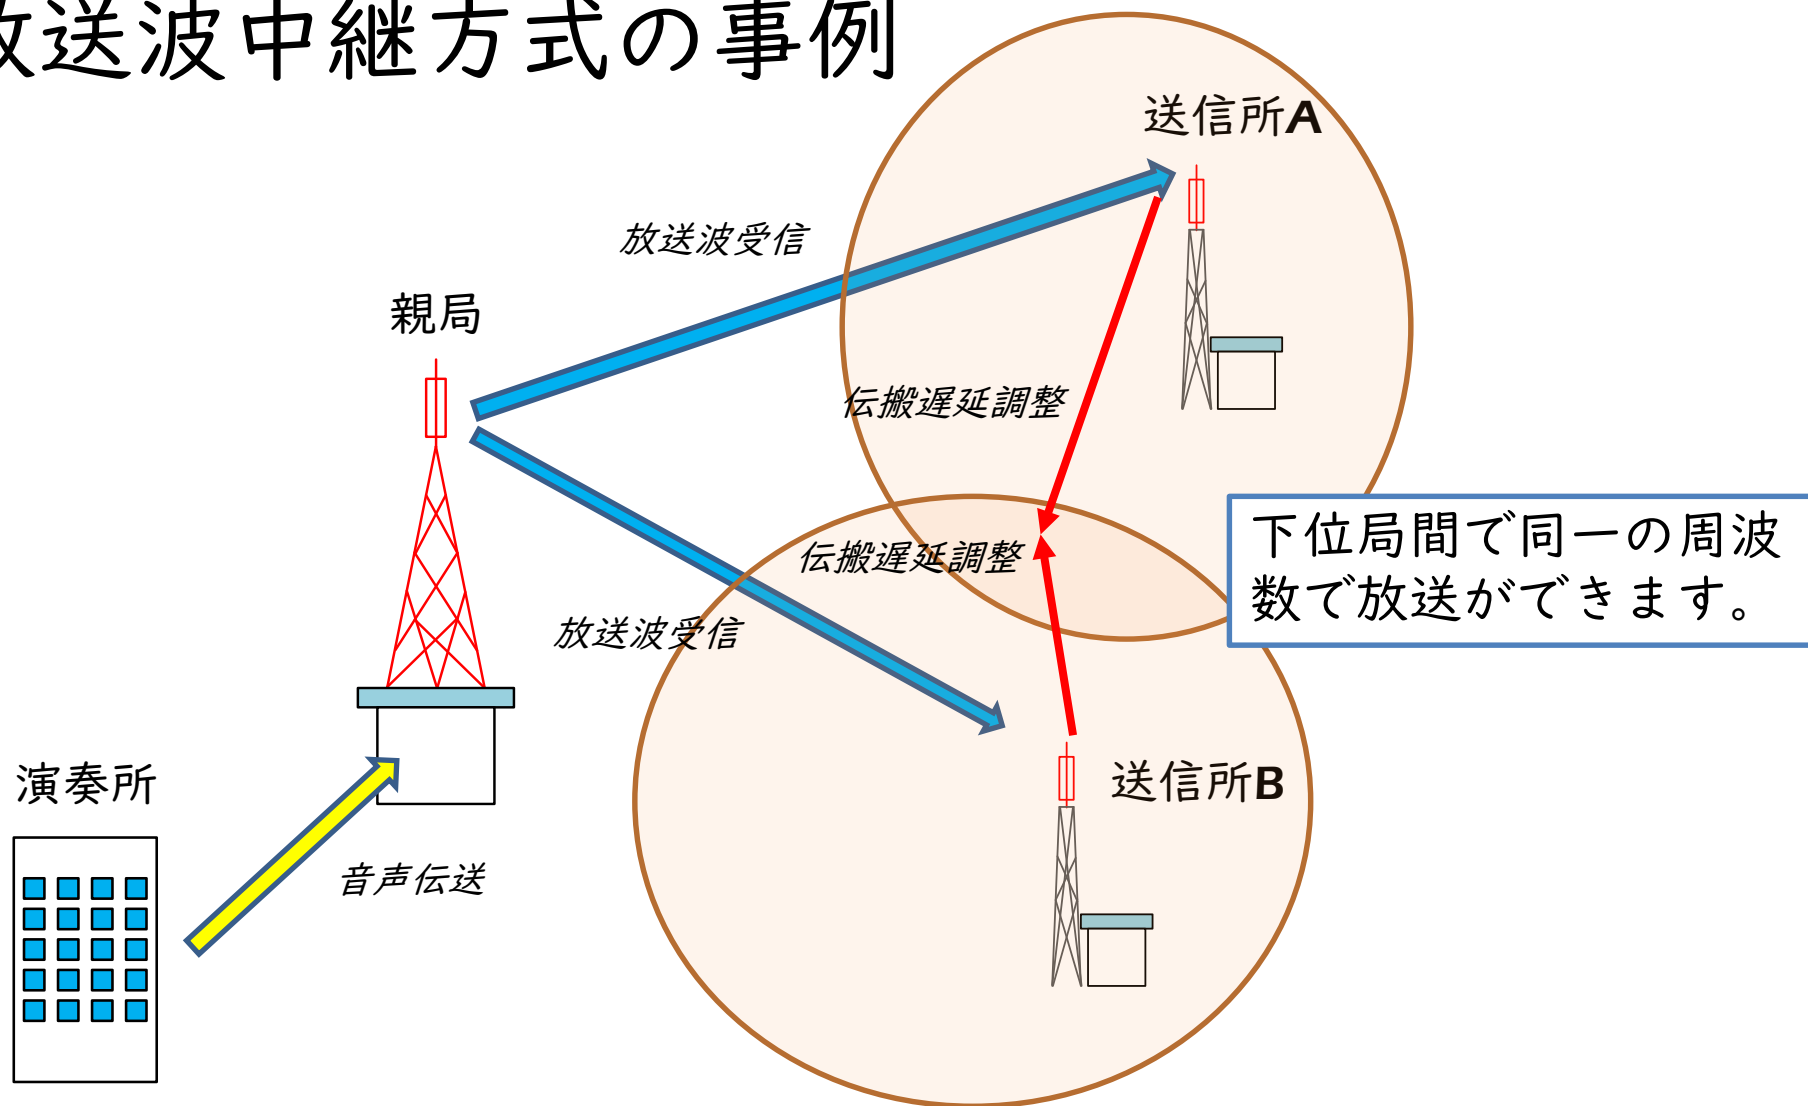 放送波中継方式の事例
送信所A
放送波受信
親局
伝搬遅延調整
下位局間で同一の周波
数で放送ができます。
伝搬遅延調整
放送波受信
演奏所
送信所B
音声伝送